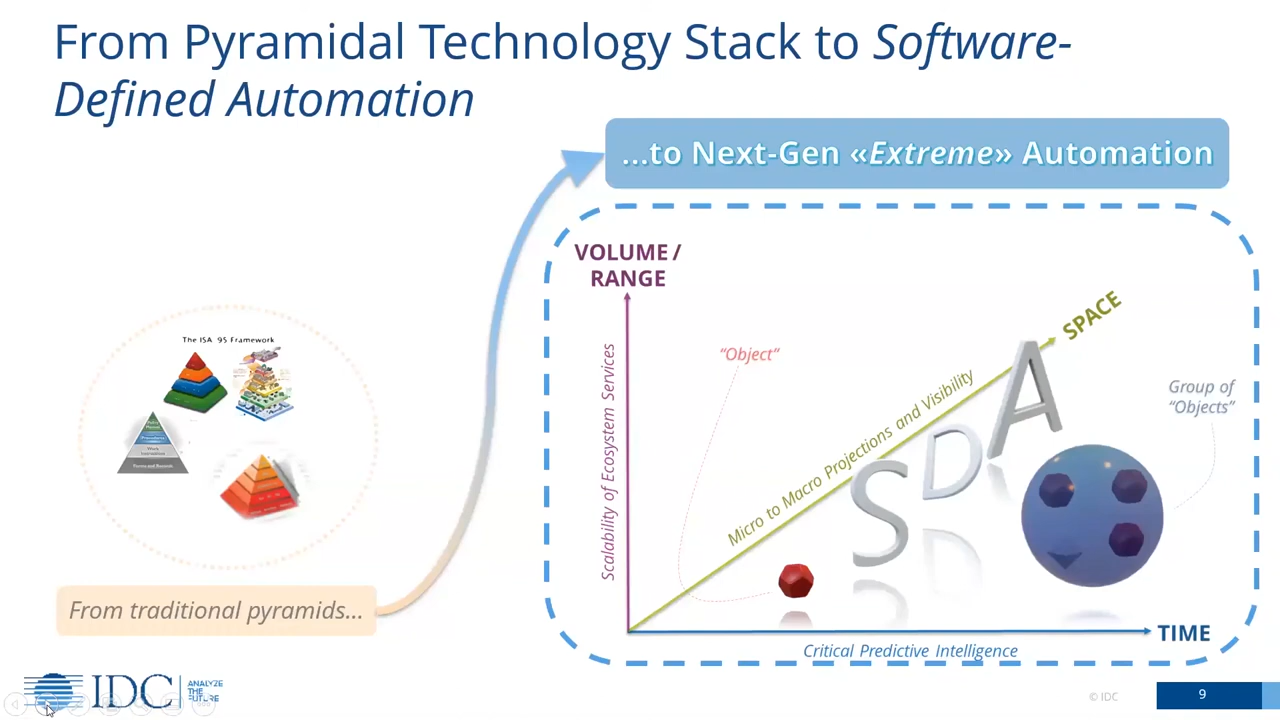 From Pyramidal Technology Stack to Software-
Defined Automation
...to Next-Gen «Extreme» Automation
VOLUME /
RANGE
SPACE
The ISA 95 Framework
"Object"
Group of
"Objects"
Scalability of Ecosystem Services
Micro to Macro Projections and Visibility
S D A
From traditional pyramids...
TIME
Critical Predictive Intelligence
IDC
ANALYZE
THE
FUTURE
© IDC
9